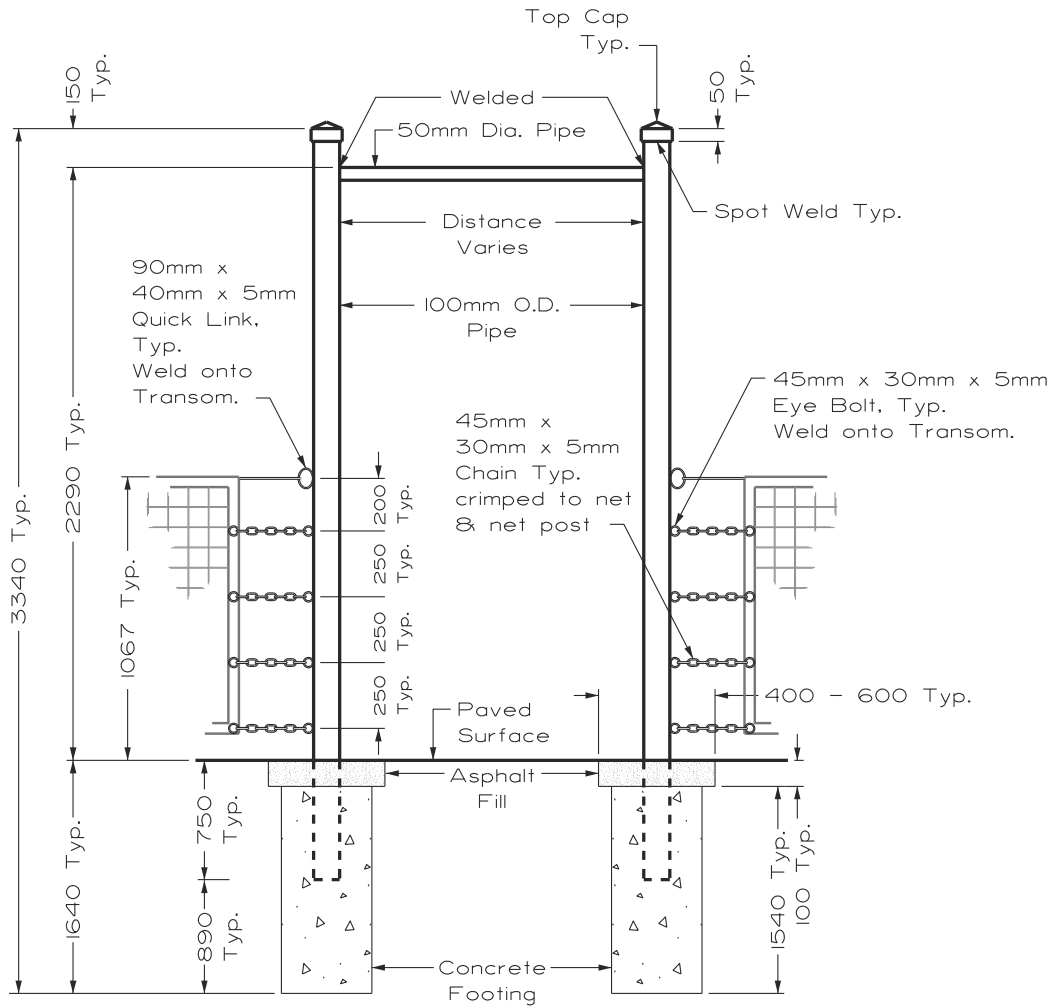 Top Cap
Typ.
150
Typ.
50
Typ.
Welded
50mm Dia. Pipe
Spot Weld Typ.
Distance
Varies
90mm x
40mm x 5mm
Quick Link,
Typ.
Weld onto
Transom.
100mm O.D.
Pipe
45mm x 30mm x 5mm
Eye Bolt, Typ.
Weld onto Transom.
45mm x
30mm x 5mm
Chain Typ.
crimped to net
& net post
3340 Typ.
2290 Typ.
1067 Typ.
200
Typ.
250
Typ.
250
Typ.
250
Typ.
400 - 600 Typ.
Paved
Surface
Asphalt
Fill
1640 Typ.
750
Typ.
890
Typ.
1540 Typ.
100 Typ.
Concrete
Footing